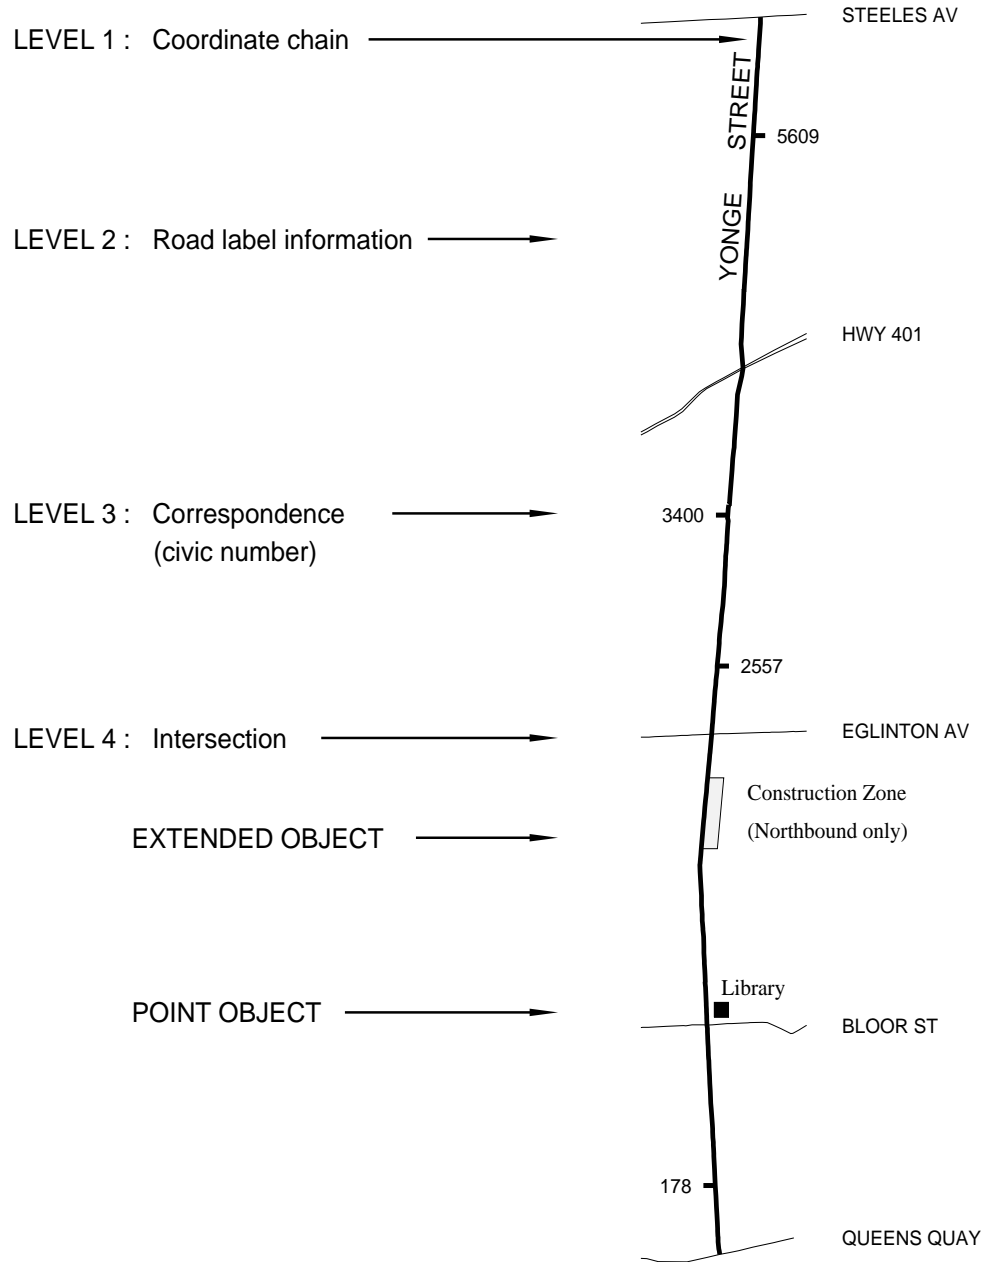 STEELES AV
LEVEL 1 : Coordinate chain
YONGE STREET
5609
LEVEL 2 : Road label information
HWY 401
LEVEL 3 : Correspondence
(civic number)
3400
2557
LEVEL 4 : Intersection
EGLINTON AV
Construction Zone
(Northbound only)
EXTENDED OBJECT
Library
POINT OBJECT
BLOOR ST
178
QUEENS QUAY